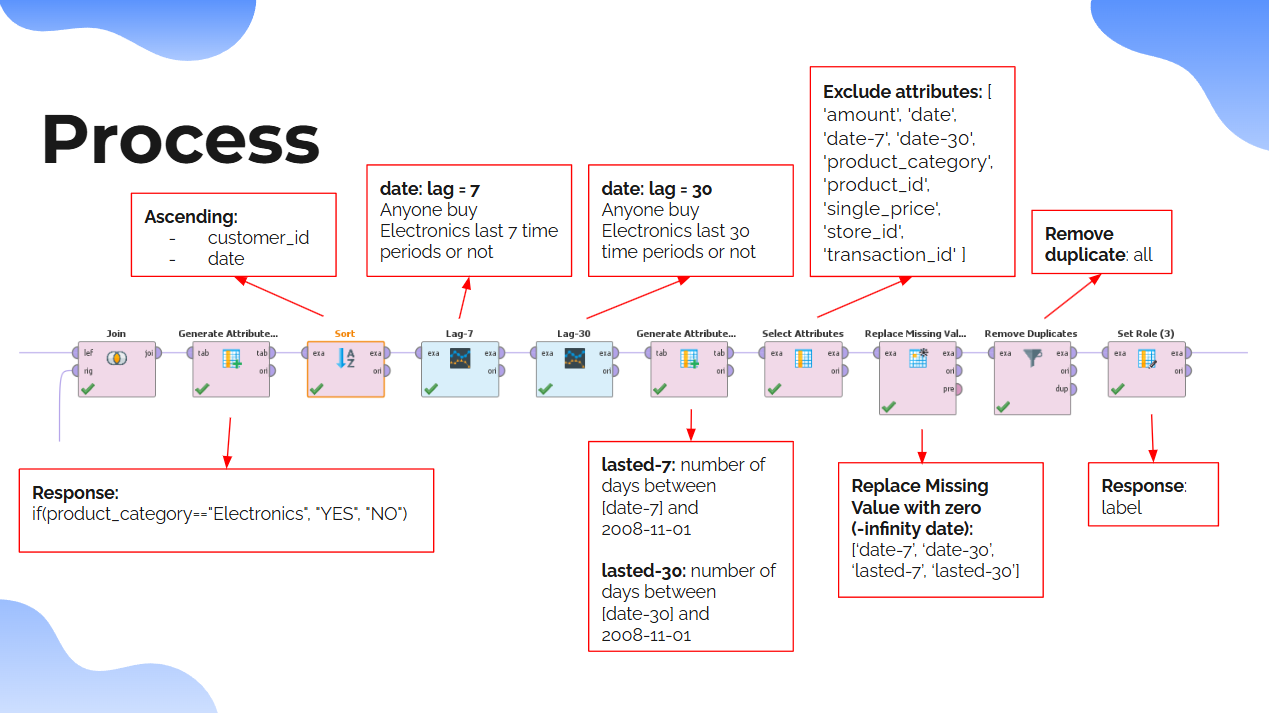 Process
Ascending:
- customer_id
- date
date: lag = 7
Anyone buy
Electronics last 7 time
periods or not
date: lag = 30
Anyone buy
Electronics last 30
time periods or not
Exclude attributes: [
'amount', 'date',
'date-7', 'date-30',
'product_category',
'product_id',
'single_price',
'store_id',
'transaction_id' ]
Remove
duplicate: all
Join
lef
rig
joi
Generate Attribute...
tab
tab
ori
Sort
exa
exa
ori
Lag-7
exa
exa
ori
Lag-30
exa
exa
ori
Generate Attribute...
tab
tab
ori
Select Attributes
exa
exa
ori
Replace Missing Val...
exa
exa
ori
pre
Remove Duplicates
exa
exa
ori
dup
Set Role (3)
exa
exa
ori
Response:
if(product_category=="Electronics", "YES", "NO")
lasted-7: number of
days between
[date-7] and
2008-11-01
lasted-30: number of
days between
[date-30] and
2008-11-01
Replace Missing
Value with zero
(-infinity date):
[‘date-7’, ‘date-30’,
‘lasted-7’, ‘lasted-30’]
Response:
label